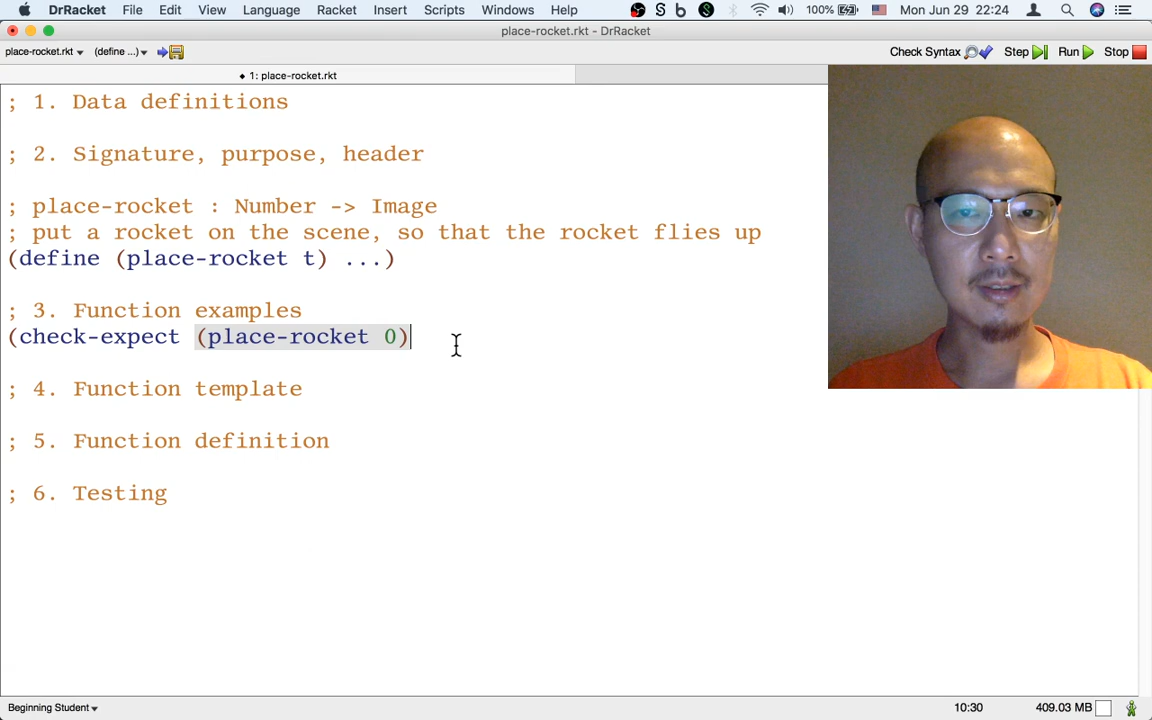 DrRacket File Edit View Language Racket Insert Scripts Windows Help 100% Mon Jun 29 22:24
place-rocket.rkt - DrRacket
place-rocket.rkt (define ...) Check Syntax Step Run Stop
1: place-rocket.rkt
; 1. Data definitions
; 2. Signature, purpose, header
; place-rocket : Number -> Image
; put a rocket on the scene, so that the rocket flies up
(define (place-rocket t) ...)
; 3. Function examples
(check-expect (place-rocket 0)
; 4. Function template
; 5. Function definition
; 6. Testing
Beginning Student 10:30 409.03 MB